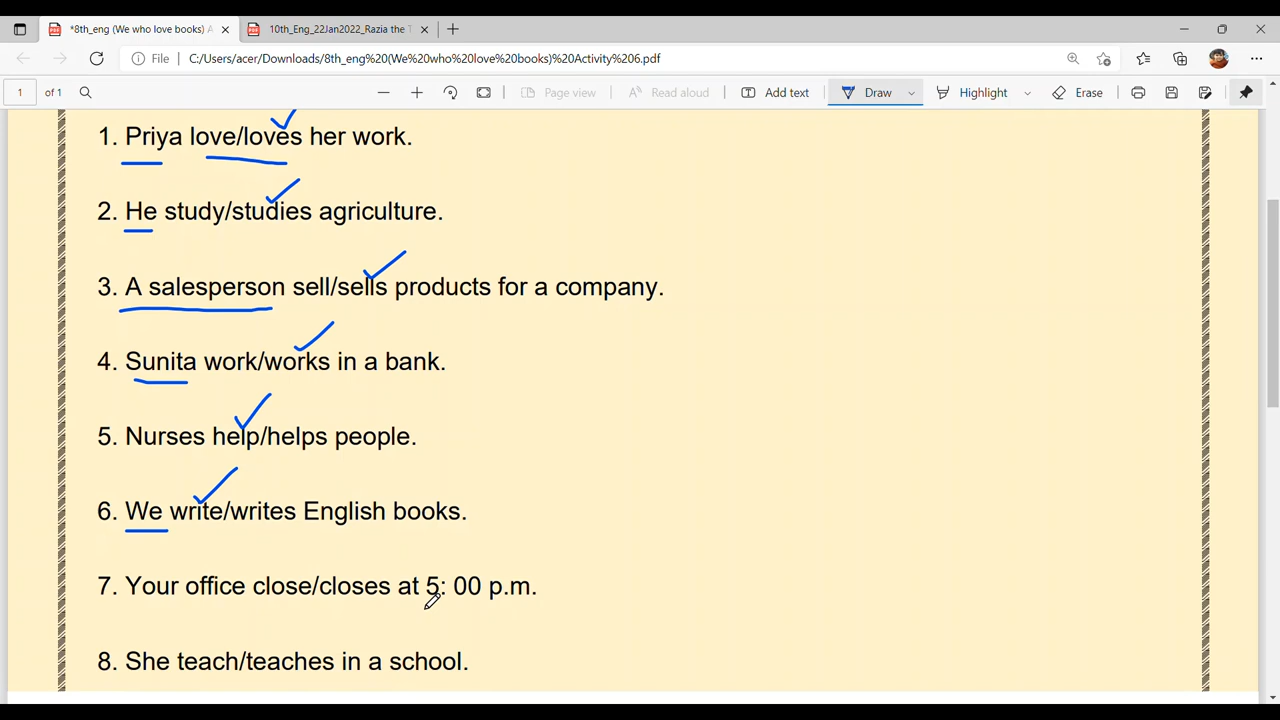 *8th_eng (We who love books) A
10th_Eng_22Jan2022_Razia the T
File
C:/Users/acer/Downloads/8th_eng%20(We%20who%20love%20books)%20Activity%206.pdf
1 of 1
Page view
Read aloud
Add text
Draw
Highlight
Erase
1. Priya love/loves her work.
2. He study/studies agriculture.
3. A salesperson sell/sells products for a company.
4. Sunita work/works in a bank.
5. Nurses help/helps people.
6. We write/writes English books.
7. Your office close/closes at 5: 00 p.m.
8. She teach/teaches in a school.